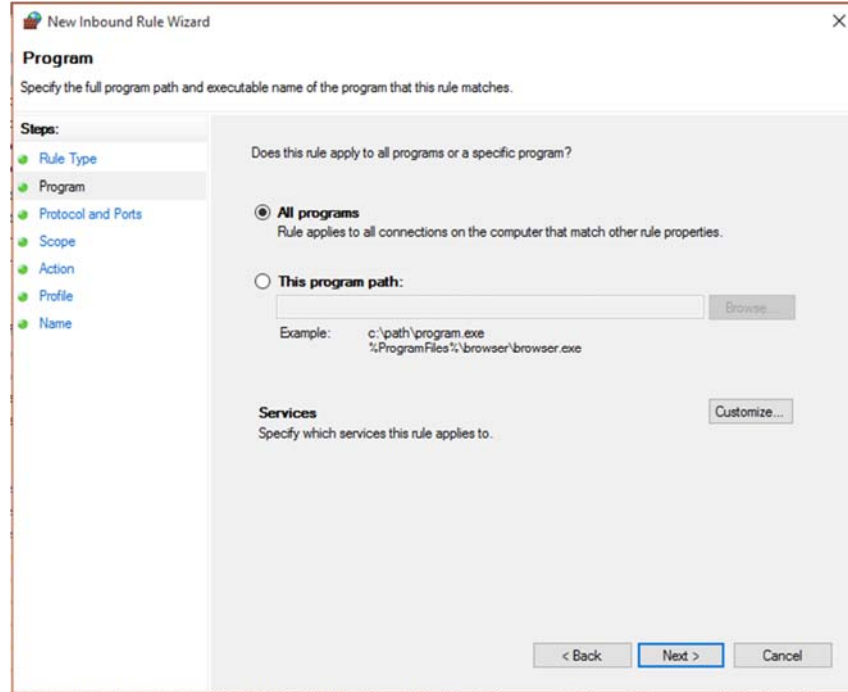 New Inbound Rule Wizard
Program
Specify the full program path and executable name of the program that this rule matches.
Steps:
Rule Type
Program
Protocol and Ports
Scope
Action
Profile
Name
Does this rule apply to all programs or a specific program?
All programs
Rule applies to all connections on the computer that match other rule properties.
This program path:
Browse...
Example: c:\path\program.exe
%ProgramFiles%\browser\browser.exe
Services
Customize...
Specify which services this rule applies to.
< Back Next > Cancel